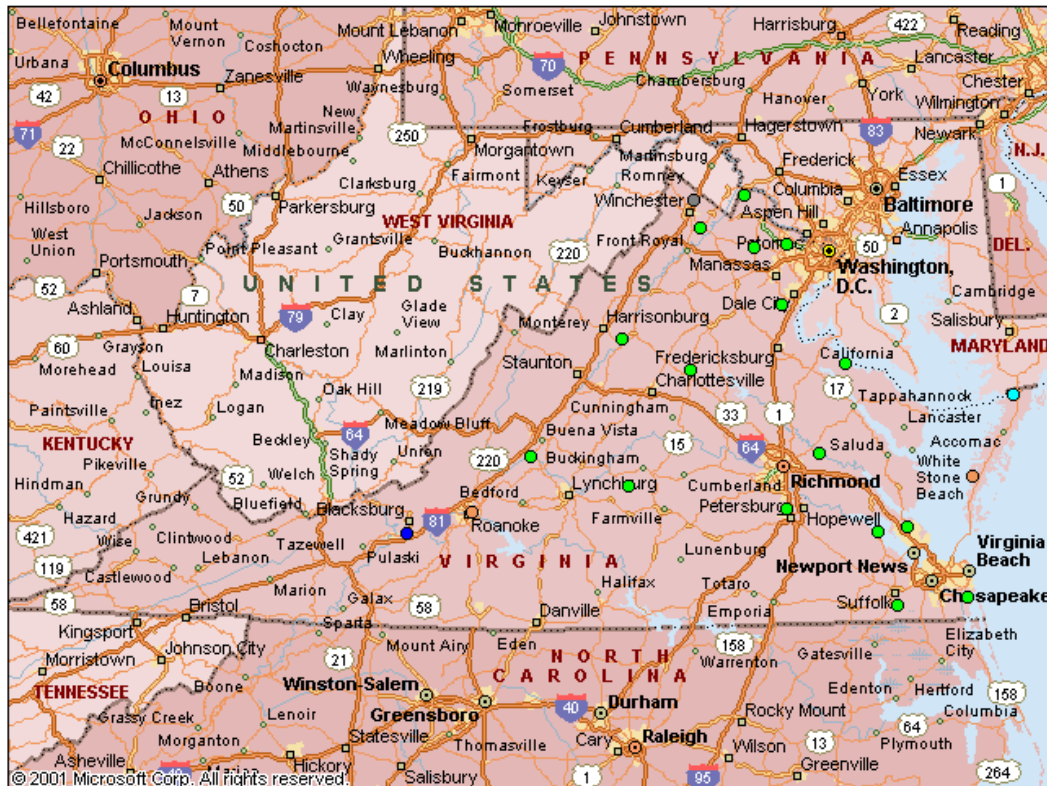 Bellefontaine
Mount Vernon
Coshocton
Mount Lebanon
Monroeville
Johnstown
Harrisburg
422
Reading
Urbana
Columbus
Zanesville
Wheeling
70
PENNSYLVANIA
Lancaster
Waynesburg
Somerset
Chambersburg
York
Chester
42
13
OHIO
New Martinsville
Hanover
Wilmington
71
22
McConnelsville
Middlebourne
250
Frostburg
Cumberland
Hagerstown
83
Newark
N.J.
Chillicothe
Athens
Morgantown
Martinsburg
Frederick
Clarksburg
Fairmont
Keyser
Romney
Columbia
Essex
1
Hillsboro
Jackson
50
Parkersburg
WEST VIRGINIA
Winchester
Aspen Hill
Baltimore
West Union
Point Pleasant
Grantsville
Buckhannon
220
Front Royal
Potomac
50
Annapolis
DEL.
Portsmouth
UNITED STATES
Manassas
Washington, D.C.
52
7
Ashland
Huntington
79
Clay
Glade View
Monterey
Harrisonburg
Dale City
2
Cambridge
Salisbury
60
Grayson
Charleston
Marlinton
Staunton
Fredericksburg
California
MARYLAND
Morehead
Louisa
Madison
Oak Hill
219
Charlottesville
17
Tappahannock
Paintsville
Inez
Logan
Cunningham
33
1
Lancaster
KENTUCKY
Beckley
64
Meadow Bluff
Buena Vista
15
64
Saluda
Accomac
Pikeville
Shady Spring
Union
220
Buckingham
White Stone Beach
Hindman
52
Welch
Lynchburg
Cumberland
Richmond
Grundy
Bluefield
Bedford
Petersburg
Hazard
Blacksburg
81
Roanoke
Farmville
Hopewell
421
Wise
Clintwood
Tazewell
Pulaski
VIRGINIA
Lunenburg
Virginia Beach
119
Lebanon
Newport News
Castlewood
Marion
Halifax
Totaro
Chesapeake
58
Bristol
Galax
58
Danville
Emporia
Suffolk
Kingsport
Sparta
Mount Airy
Eden
158
Elizabeth City
Johnson City
21
NORTH CAROLINA
Warrenton
Gatesville
Morristown
Boone
Winston-Salem
Edenton
Hertford
158
TENNESSEE
Greensboro
40
Durham
Rocky Mount
64
Columbia
Grassy Creek
Lenoir
Statesville
Thomasville
Cary
Raleigh
Wilson
13
Plymouth
Morganton
Asheville
Hickory
Salisbury
1
95
Greenville
264
© 2001 Microsoft Corp. All rights reserved.